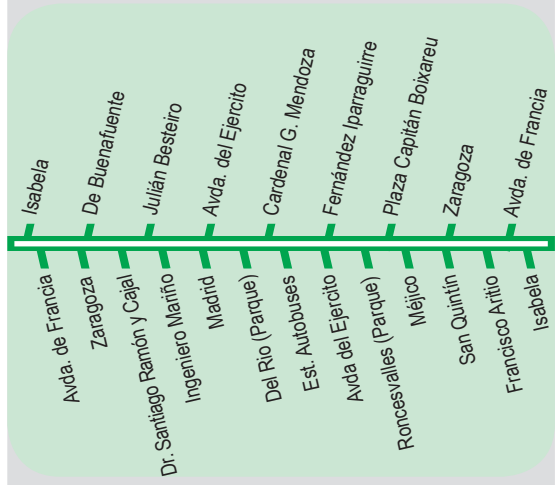 Isabela
De Buenafuente
Julián Besteiro
Avda. del Ejercito
Cardenal G. Mendoza
Fernández Iparraguirre
Plaza Capitán Boixareu
Zaragoza
Avda. de Francia
Avda. de Francia
Zaragoza
Dr. Santiago Ramón y Cajal
Ingeniero Mariño
Madrid
Del Río (Parque)
Est. Autobuses
Avda del Ejercito
Roncesvalles (Parque)
Méjico
San Quintín
Francisco Aritio
Isabela